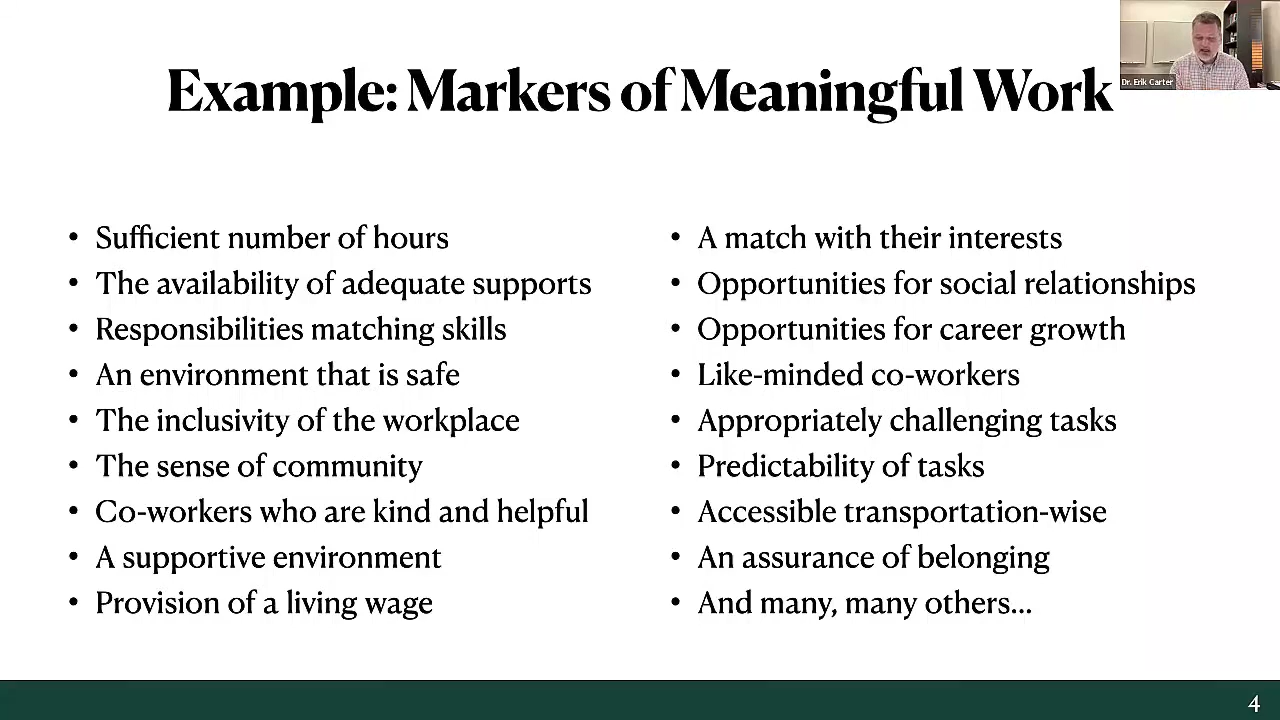 Example: Markers of Meaningful Work
Dr. Erik Carter
• Sufficient number of hours
• The availability of adequate supports
• Responsibilities matching skills
• An environment that is safe
• The inclusivity of the workplace
• The sense of community
• Co-workers who are kind and helpful
• A supportive environment
• Provision of a living wage
• A match with their interests
• Opportunities for social relationships
• Opportunities for career growth
• Like-minded co-workers
• Appropriately challenging tasks
• Predictability of tasks
• Accessible transportation-wise
• An assurance of belonging
• And many, many others...
4